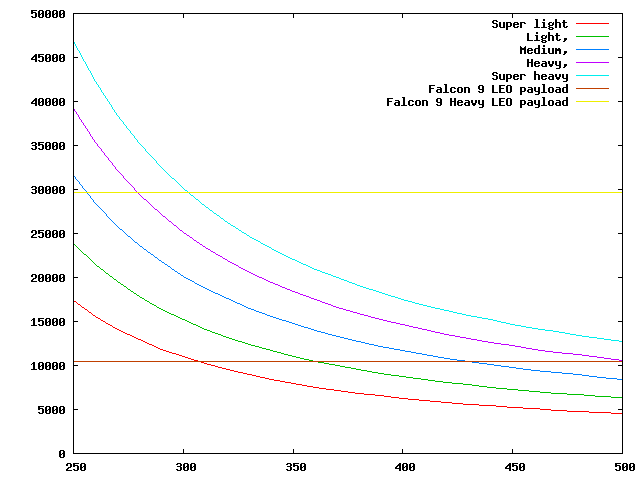 50000
45000
40000
35000
30000
25000
20000
15000
10000
5000
0
250
300
350
400
450
500
Super light
Light,
Medium,
Heavy,
Super heavy
Falcon 9 LEO payload
Falcon 9 Heavy LEO payload